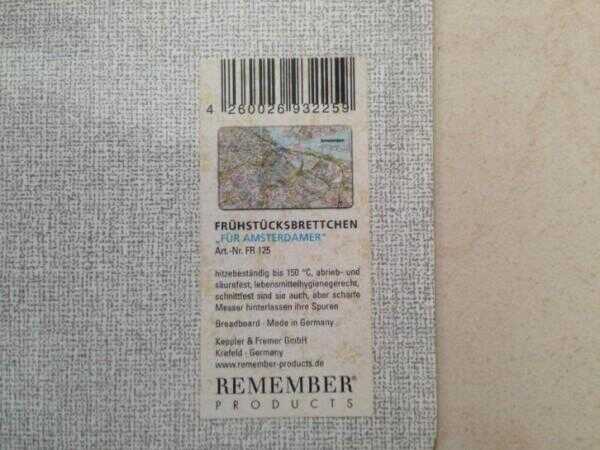 4 260026 932259
FRÜHSTÜCKSBRETTCHEN
„FÜR AMSTERDAMER“
Art.-Nr. FR 125
hitzebeständig bis 150 °C, abrieb- und
säurefest, lebensmittelhygienegerecht,
schnittfest sind sie auch, aber scharfe
Messer hinterlassen ihre Spuren
Breadboard · Made in Germany
Keppler & Fremer GmbH
Krefeld · Germany
www.remember-products.de
REMEMBER®
PRODUCTS